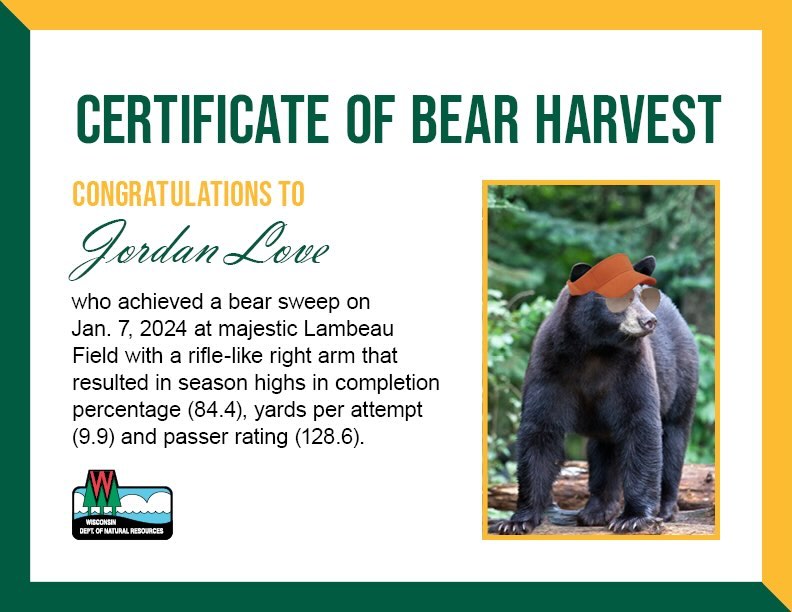 CERTIFICATE OF BEAR HARVEST
CONGRATULATIONS TO
Jordan Love
who achieved a bear sweep on
Jan. 7, 2024 at majestic Lambeau
Field with a rifle-like right arm that
resulted in season highs in completion
percentage (84.4), yards per attempt
(9.9) and passer rating (128.6).
W
WISCONSIN
DEPT. OF NATURAL RESOURCES